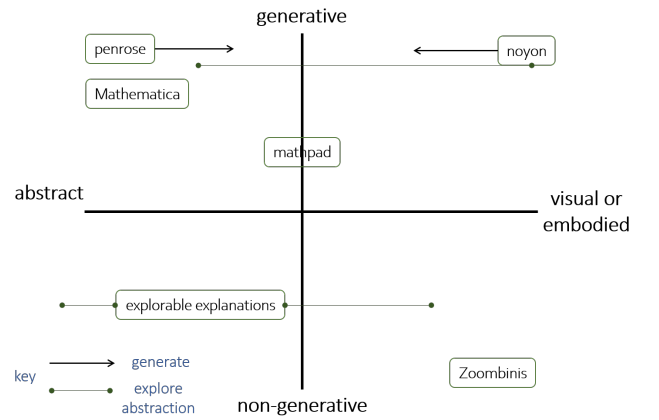 generative
penrose
noyon
Mathematica
mathpad
abstract
visual or
embodied
explorable explanations
generate
key
explore
abstraction
Zoombinis
non-generative